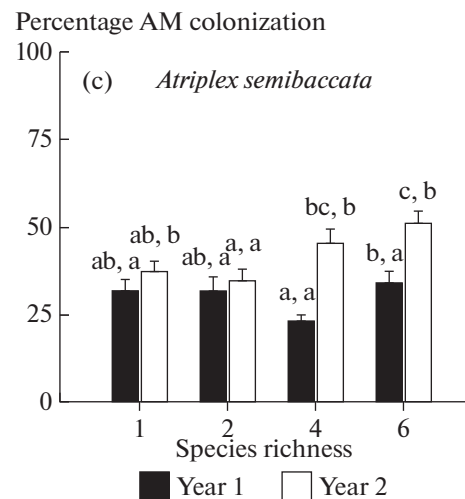 Percentage AM colonization
100
(c) Atriplex semibaccata
75
50
25
0
ab, a
ab, b
ab, a
a, a
a, a
bc, b
b, a
c, b
1 2 4 6
Species richness
Year 1 Year 2